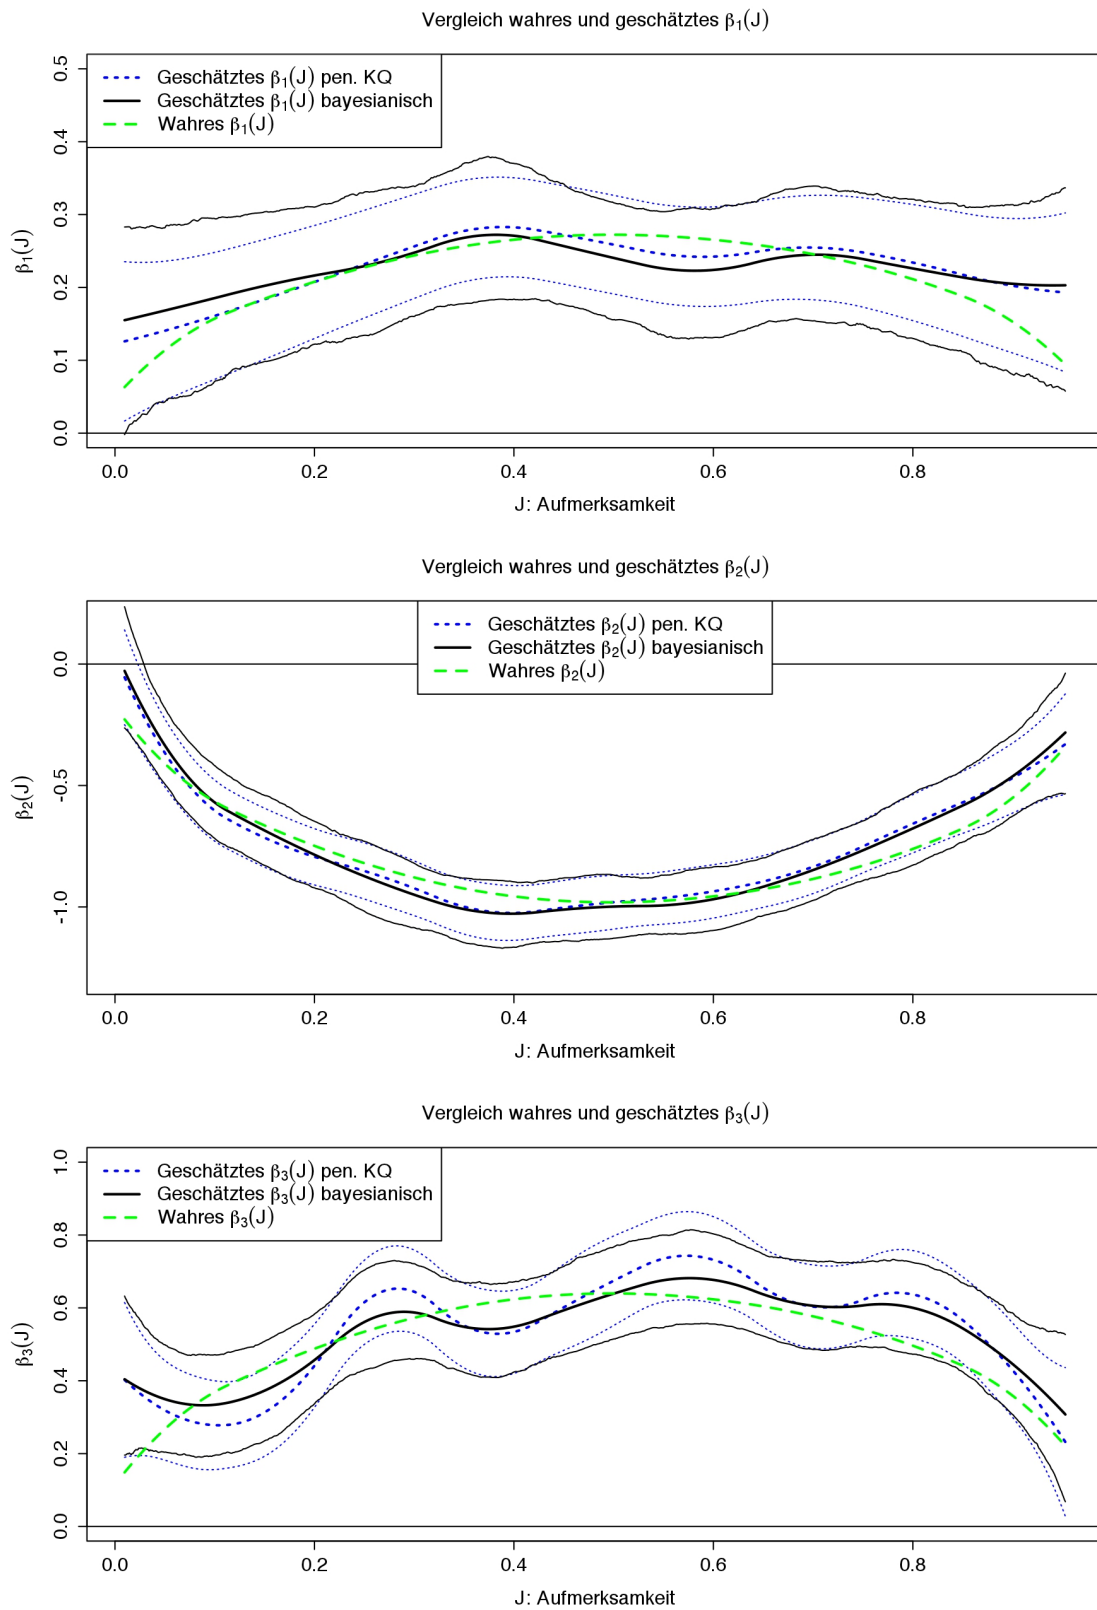 Vergleich wahres und geschätztes β₁(J)
Geschätztes β₁(J) pen. KQ
Geschätztes β₁(J) bayesianisch
Wahres β₁(J)
β₁(J)
0.5
0.4
0.3
0.2
0.1
0.0
0.0 0.2 0.4 0.6 0.8
J: Aufmerksamkeit
Vergleich wahres und geschätztes β₂(J)
Geschätztes β₂(J) pen. KQ
Geschätztes β₂(J) bayesianisch
Wahres β₂(J)
β₂(J)
0.0
-0.5
-1.0
0.0 0.2 0.4 0.6 0.8
J: Aufmerksamkeit
Vergleich wahres und geschätztes β₃(J)
Geschätztes β₃(J) pen. KQ
Geschätztes β₃(J) bayesianisch
Wahres β₃(J)
β₃(J)
1.0
0.8
0.6
0.4
0.2
0.0
0.0 0.2 0.4 0.6 0.8
J: Aufmerksamkeit